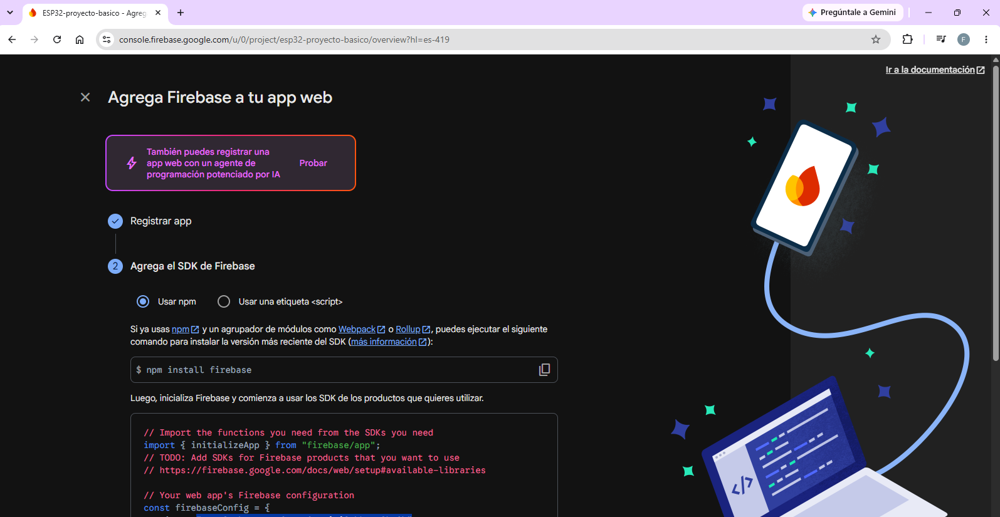 ESP32-proyecto-basico - Agreg
Pregúntale a Gemini
console.firebase.google.com/u/0/project/esp32-proyecto-basico/overview?hl=es-419
F
Ir a la documentación
Agrega Firebase a tu app web
También puedes registrar una
app web con un agente de
programación potenciado por IA
Probar
Registrar app
2 Agrega el SDK de Firebase
Usar npm
Usar una etiqueta <script>
Si ya usas npm y un agrupador de módulos como Webpack o Rollup, puedes ejecutar el siguiente
comando para instalar la versión más reciente del SDK (más información):
$ npm install firebase
Luego, inicializa Firebase y comienza a usar los SDK de los productos que quieres utilizar.
// Import the functions you need from the SDKs you need
import { initializeApp } from "firebase/app";
// TODO: Add SDKs for Firebase products that you want to use
// https://firebase.google.com/docs/web/setup#available-libraries
// Your web app's Firebase configuration
const firebaseConfig = {